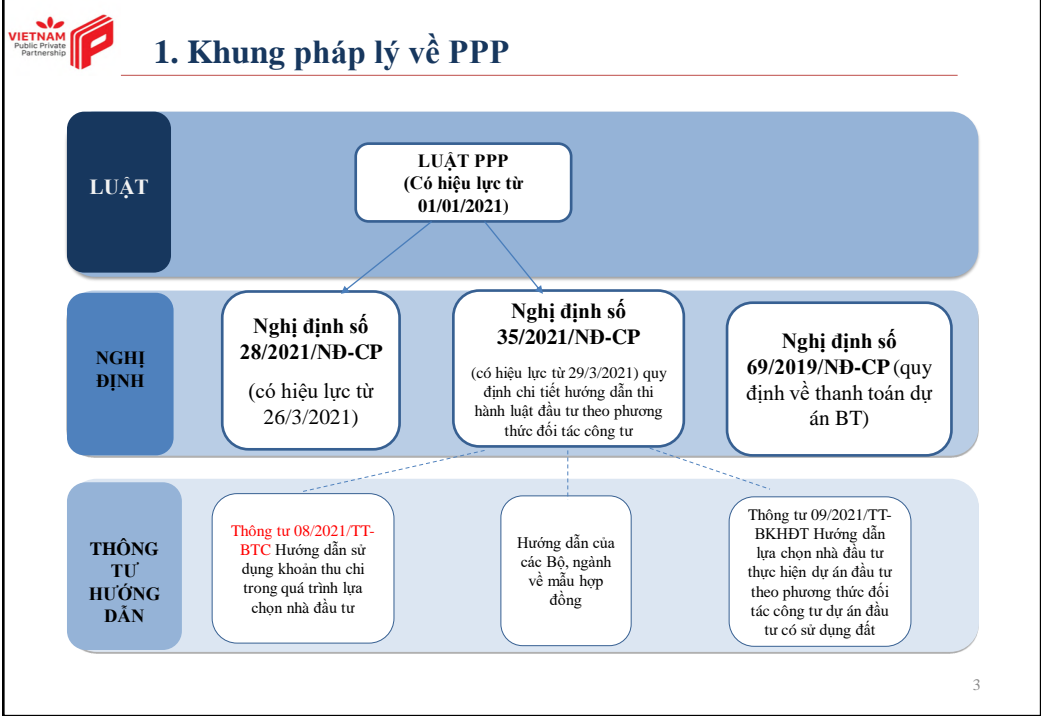 VIETNAM
Public Private
Partnership
1. Khung pháp lý về PPP
LUẬT
LUẬT PPP
(Có hiệu lực từ
01/01/2021)
NGHỊ
ĐỊNH
Nghị định số
28/2021/NĐ-CP
(có hiệu lực từ
26/3/2021)
Nghị định số
35/2021/NĐ-CP
(có hiệu lực từ 29/3/2021) quy
định chi tiết hướng dẫn thi
hành luật đầu tư theo phương
thức đối tác công tư
Nghị định số
69/2019/NĐ-CP (quy
định về thanh toán dự
án BT)
THÔNG
TƯ
HƯỚNG
DẪN
Thông tư 08/2021/TT-
BTC Hướng dẫn sử
dụng khoản thu chi
trong quá trình lựa
chọn nhà đầu tư
Hướng dẫn của
các Bộ, ngành
về mẫu hợp
đồng
Thông tư 09/2021/TT-
BKHĐT Hướng dẫn
lựa chọn nhà đầu tư
thực hiện dự án đầu tư
theo phương thức đối
tác công tư dự án đầu
tư có sử dụng đất
3